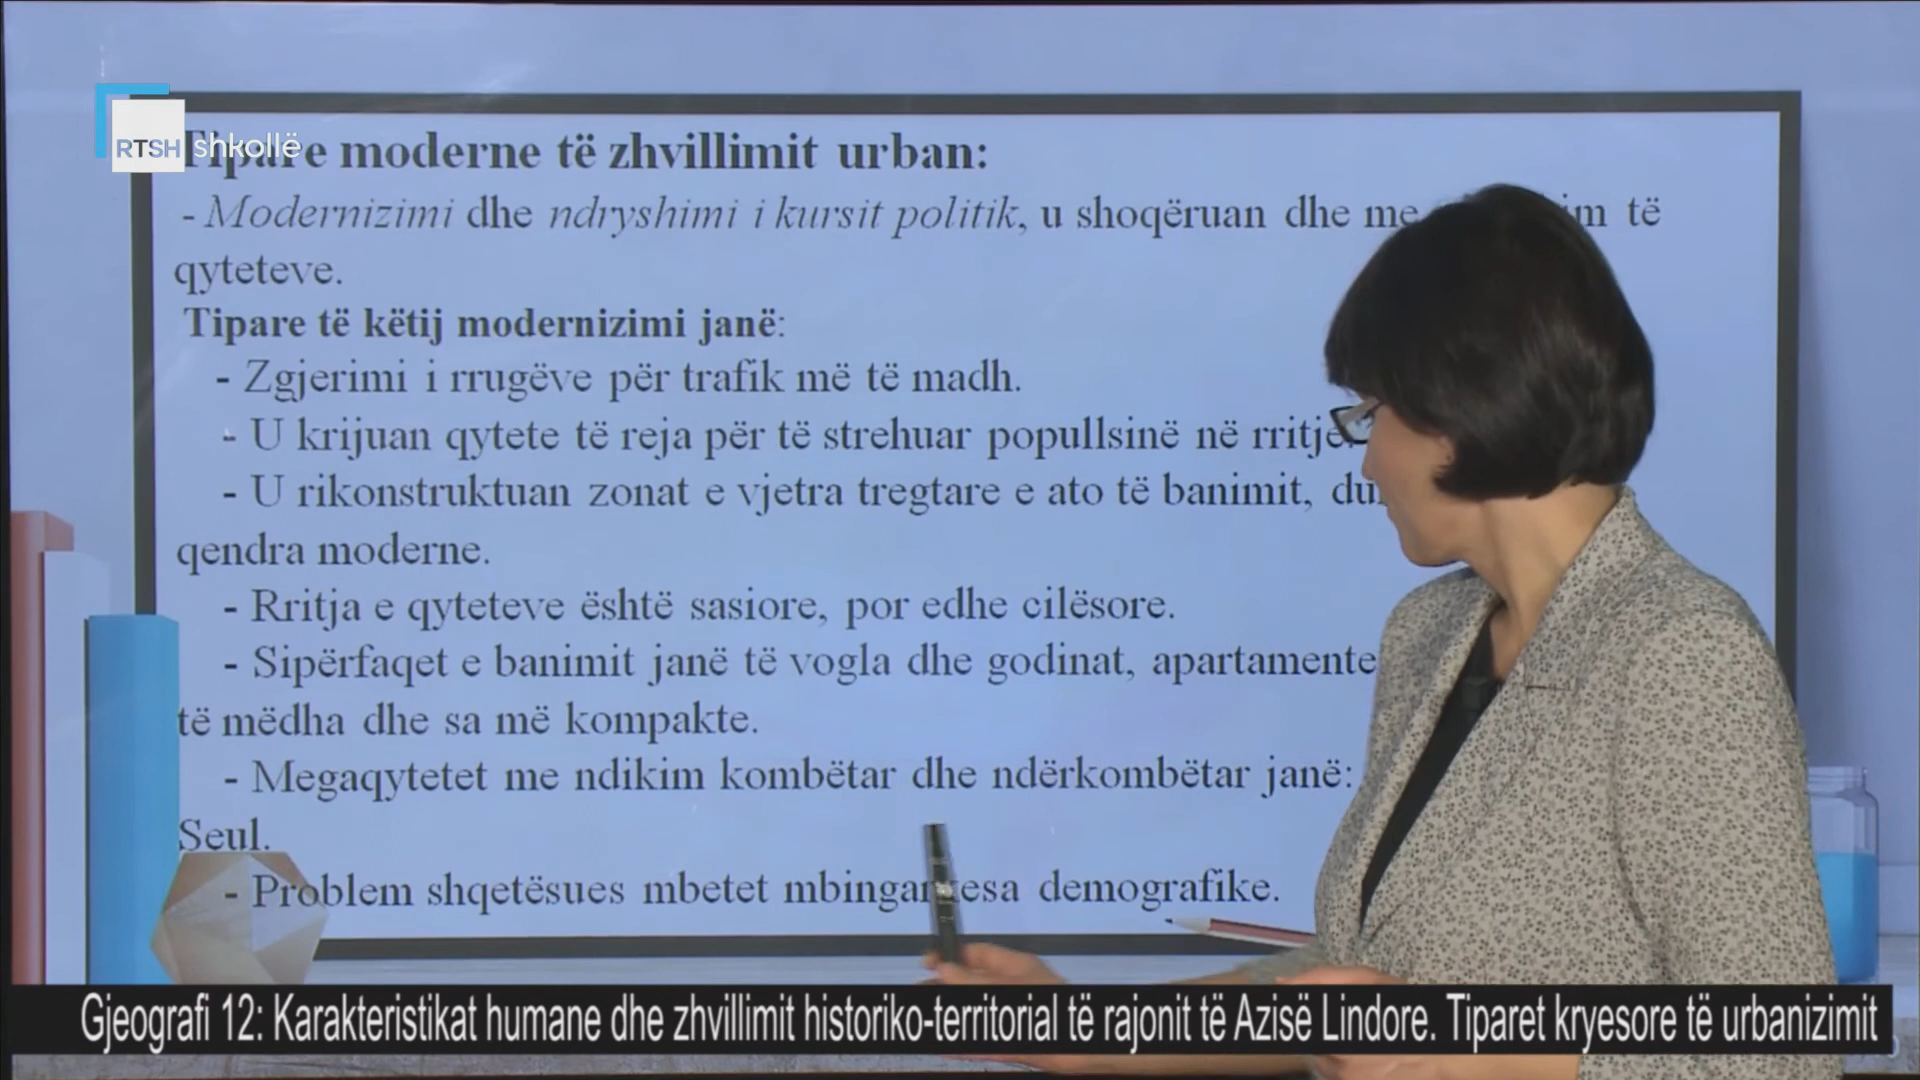 RTSH shkollë
moderne të zhvillimit urban:
- Modernizimi dhe ndryshimi i kursit politik, u shoqëruan dhe me të
qyteteve.
Tipare të këtij modernizimi janë:
- Zgjerimi i rrugëve për trafik më të madh.
- U krijuan qytete të reja për të strehuar popullsinë në rritje.
- U rikonstruktuan zonat e vjetra tregtare e ato të banimit,
qendra moderne.
- Rritja e qyteteve është sasiore, por edhe cilësore.
- Sipërfaqet e banimit janë të vogla dhe godinat,
të mëdha dhe sa më kompakte.
- Megaqytetet me ndikim kombëtar dhe ndërkombëtar janë:
Seul.
- Problem shqetësues mbetet demografike.
Gjeografi 12: Karakteristikat humane dhe zhvillimit historiko-territorial të rajonit të Azisë Lindore. Tiparet kryesore të urbanizimit